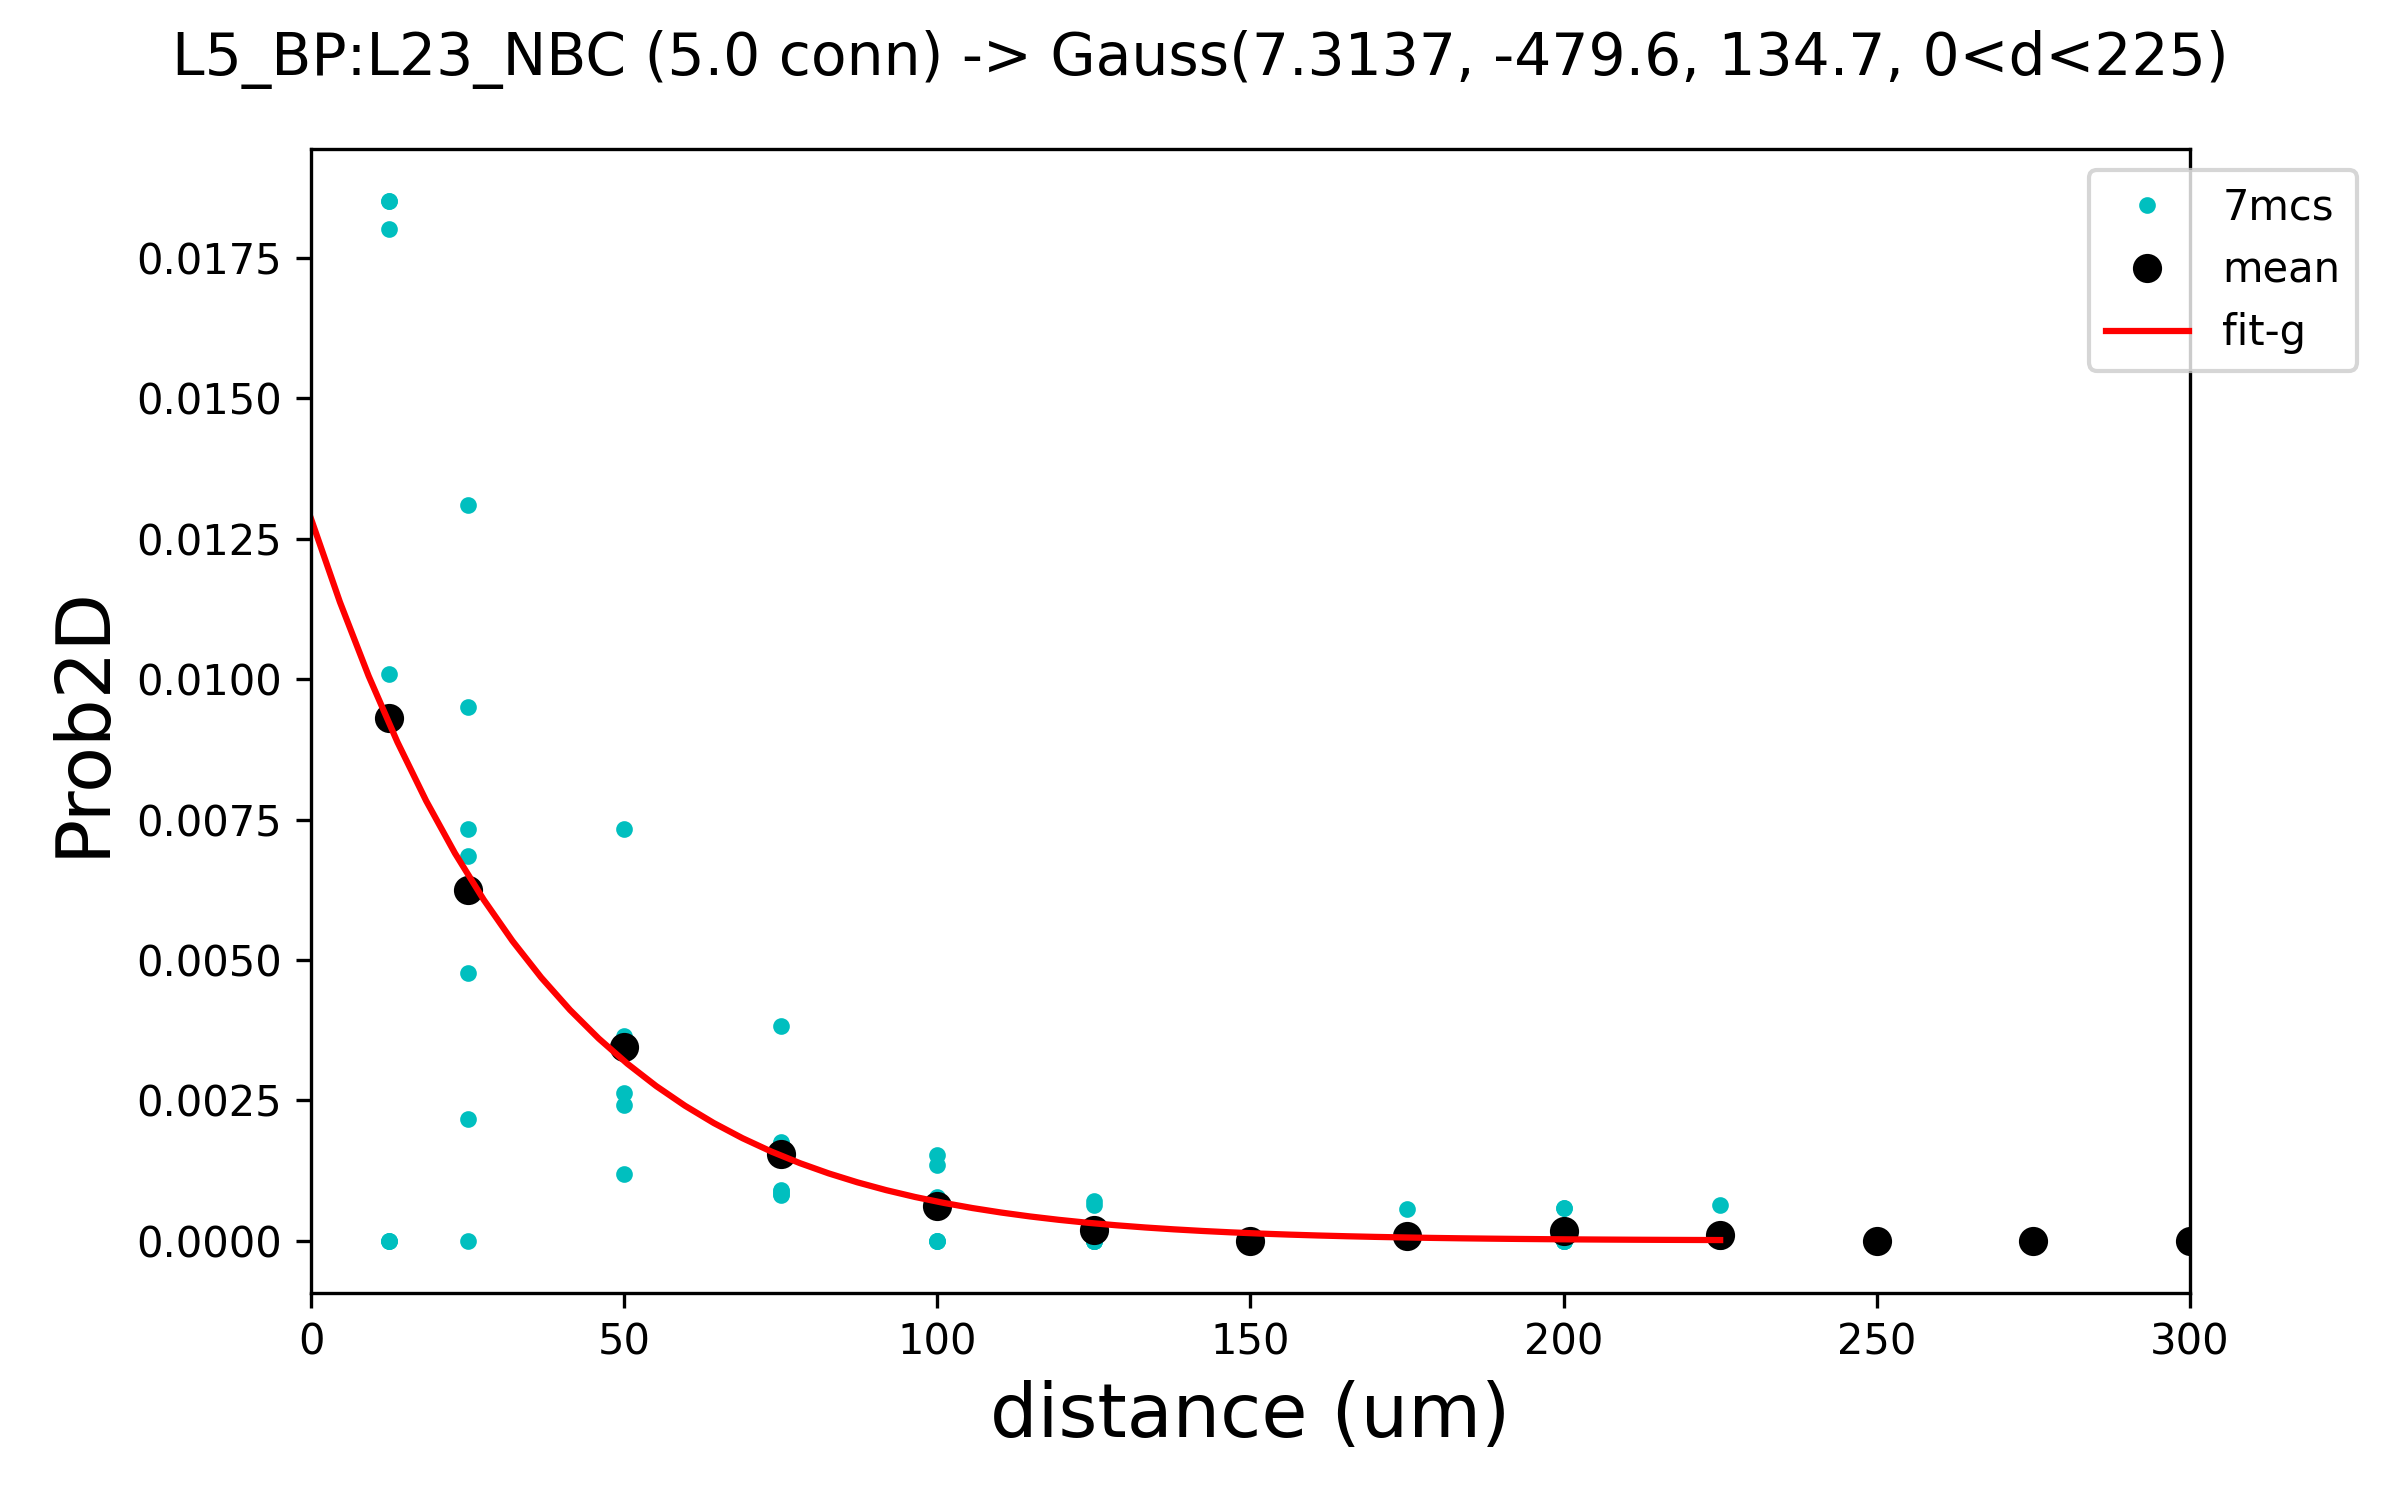 L5_BP:L23_NBC (5.0 conn) -> Gauss(7.3137, -479.6, 134.7, 0<d<225)
7mcs
mean
fit-g
0.0175
0.0150
0.0125
0.0100
0.0075
0.0050
0.0025
0.0000
Prob2D
0 50 100 150 200 250 300
distance (um)